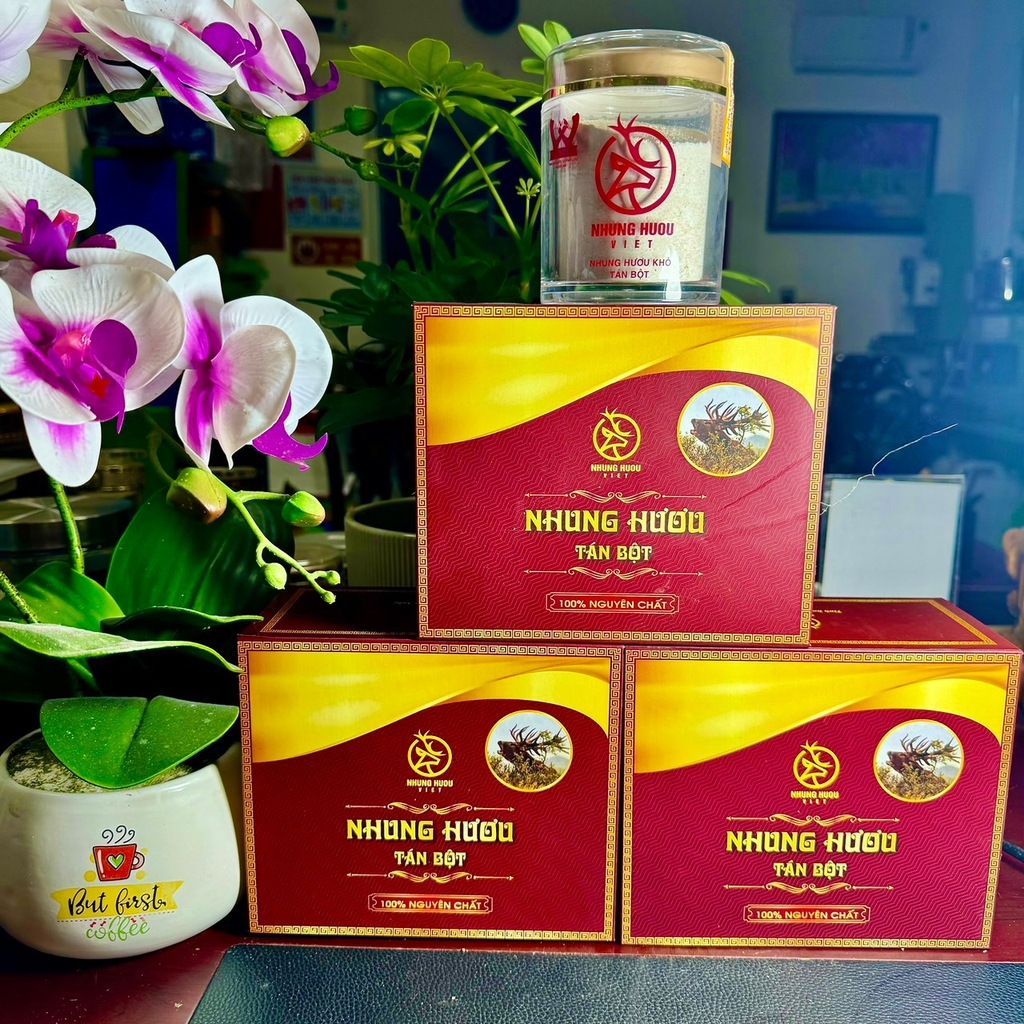 NHUNG HUOU
VIET
NHUNG HƯƠU KHÔ
TÁN BỘT
NHUNG HUOU
VIET
NHUNG HƯƠU
TÁN BỘT
100% NGUYÊN CHẤT
NHUNG HUOU
VIET
NHUNG HƯƠU
TÁN BỘT
100% NGUYÊN CHẤT
NHUNG HUOU
VIET
NHUNG HƯƠU
TÁN BỘT
100% NGUYÊN CHẤT
But first,
coffee